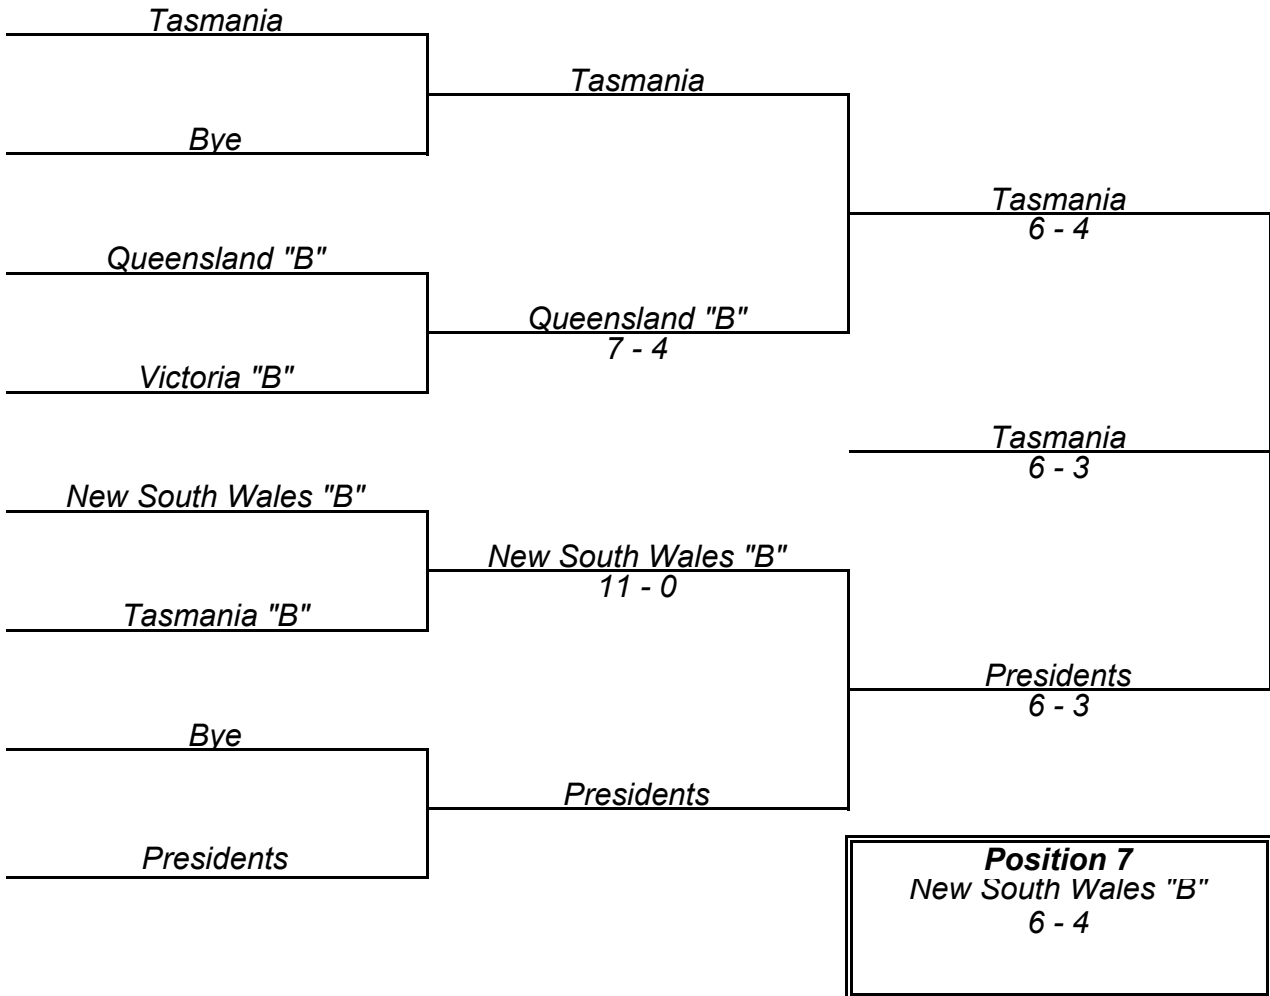 Tasmania
Tasmania
Bye
Tasmania
6 - 4
Queensland "B"
Queensland "B"
7 - 4
Victoria "B"
Tasmania
6 - 3
New South Wales "B"
New South Wales "B"
11 - 0
Tasmania "B"
Presidents
6 - 3
Bye
Presidents
Presidents
Position 7
New South Wales "B"
6 - 4